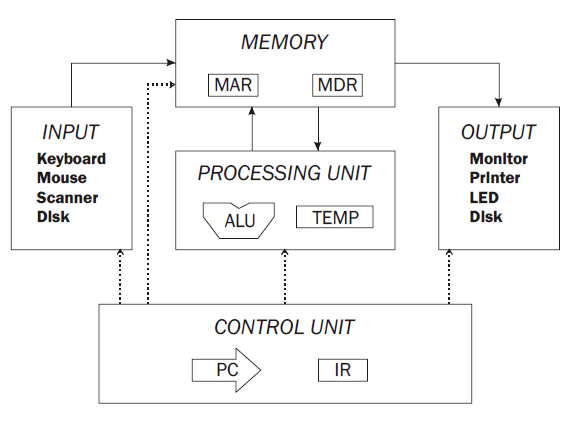 MEMORY
MAR
MDR
INPUT
Keyboard
Mouse
Scanner
Disk
PROCESSING UNIT
ALU
TEMP
OUTPUT
Monitor
Printer
LED
Disk
CONTROL UNIT
PC
IR